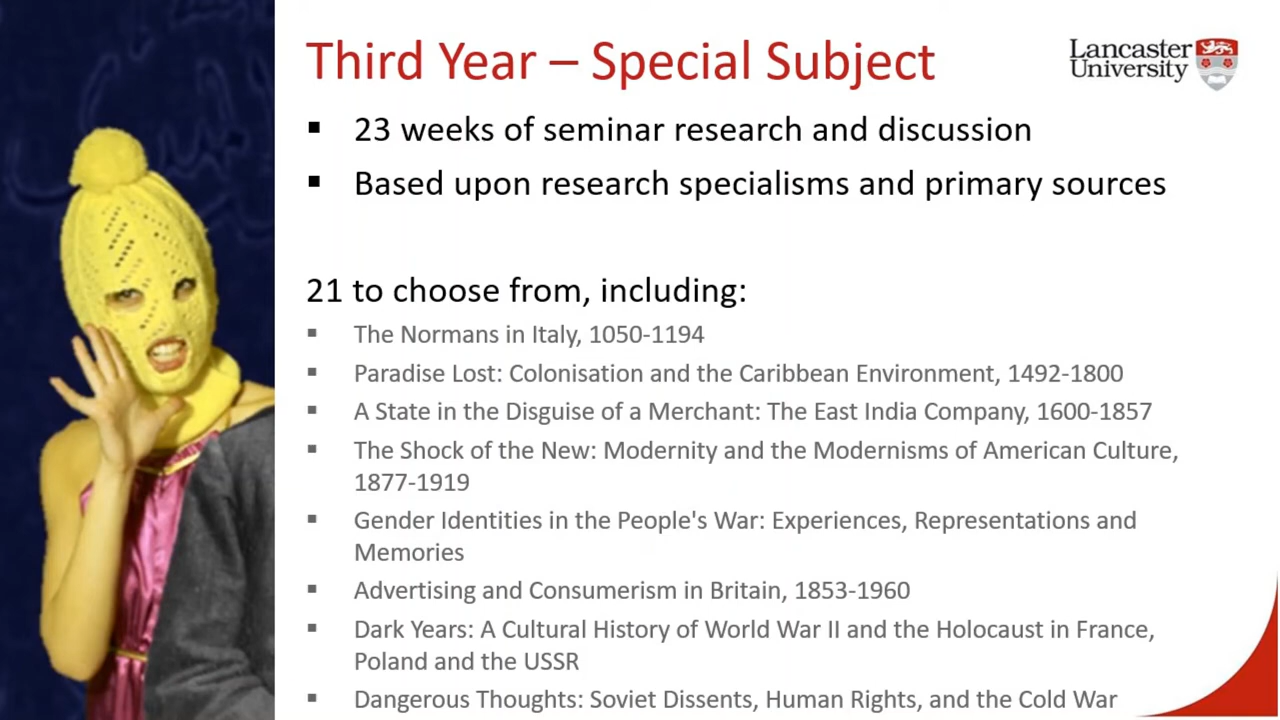 Third Year – Special Subject
Lancaster
University
▪ 23 weeks of seminar research and discussion
▪ Based upon research specialisms and primary sources
21 to choose from, including:
▪ The Normans in Italy, 1050-1194
▪ Paradise Lost: Colonisation and the Caribbean Environment, 1492-1800
▪ A State in the Disguise of a Merchant: The East India Company, 1600-1857
▪ The Shock of the New: Modernity and the Modernisms of American Culture,
1877-1919
▪ Gender Identities in the People's War: Experiences, Representations and
Memories
▪ Advertising and Consumerism in Britain, 1853-1960
▪ Dark Years: A Cultural History of World War II and the Holocaust in France,
Poland and the USSR
▪ Dangerous Thoughts: Soviet Dissents, Human Rights, and the Cold War